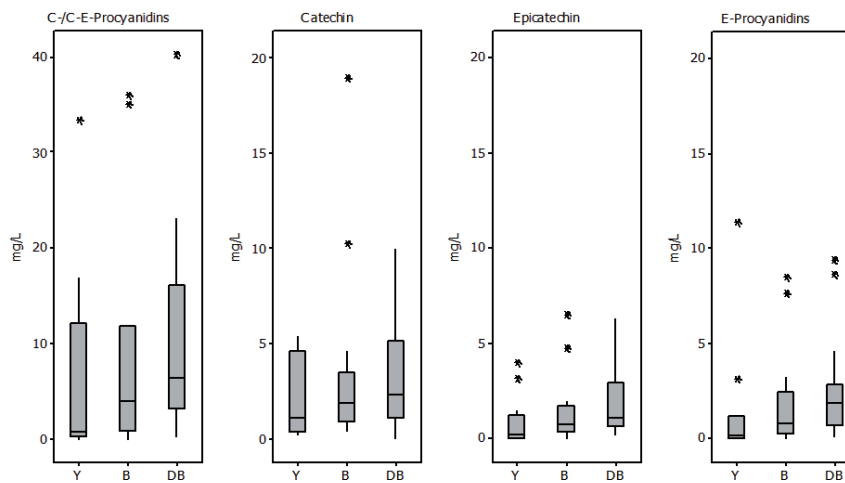 C-/C-E-Procyanidins
Catechin
Epicatechin
E-Procyanidins
mg/L
40
30
20
10
0
Y B DB
mg/L
20
15
10
5
0
Y B DB
mg/L
20
15
10
5
0
Y B DB
mg/L
20
15
10
5
0
Y B DB